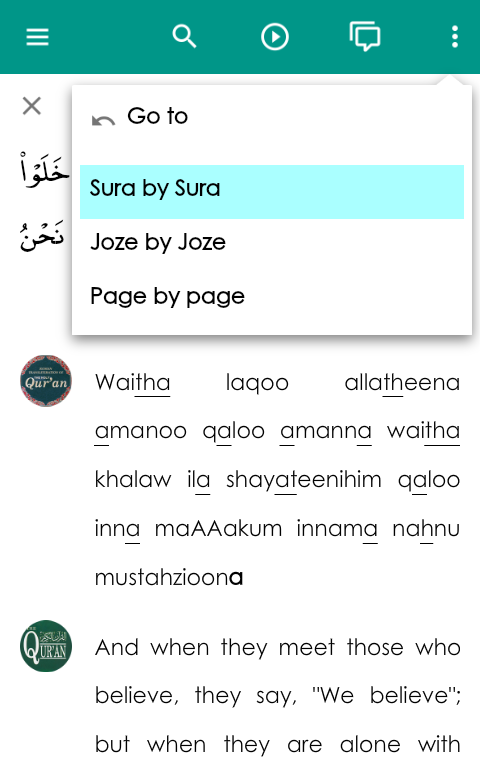 Go to
Sura by Sura
Joze by Joze
Page by page
خَلَوْاْ
نَحْنُ
Qur'an
Waitha laqoo allatheena
amanoo qaloo amanna waitha
khalaw ila shayateenihim qaloo
inna maAAakum innama nahnu
mustahzioona
QUR'AN
And when they meet those who
believe, they say, "We believe";
but when they are alone with